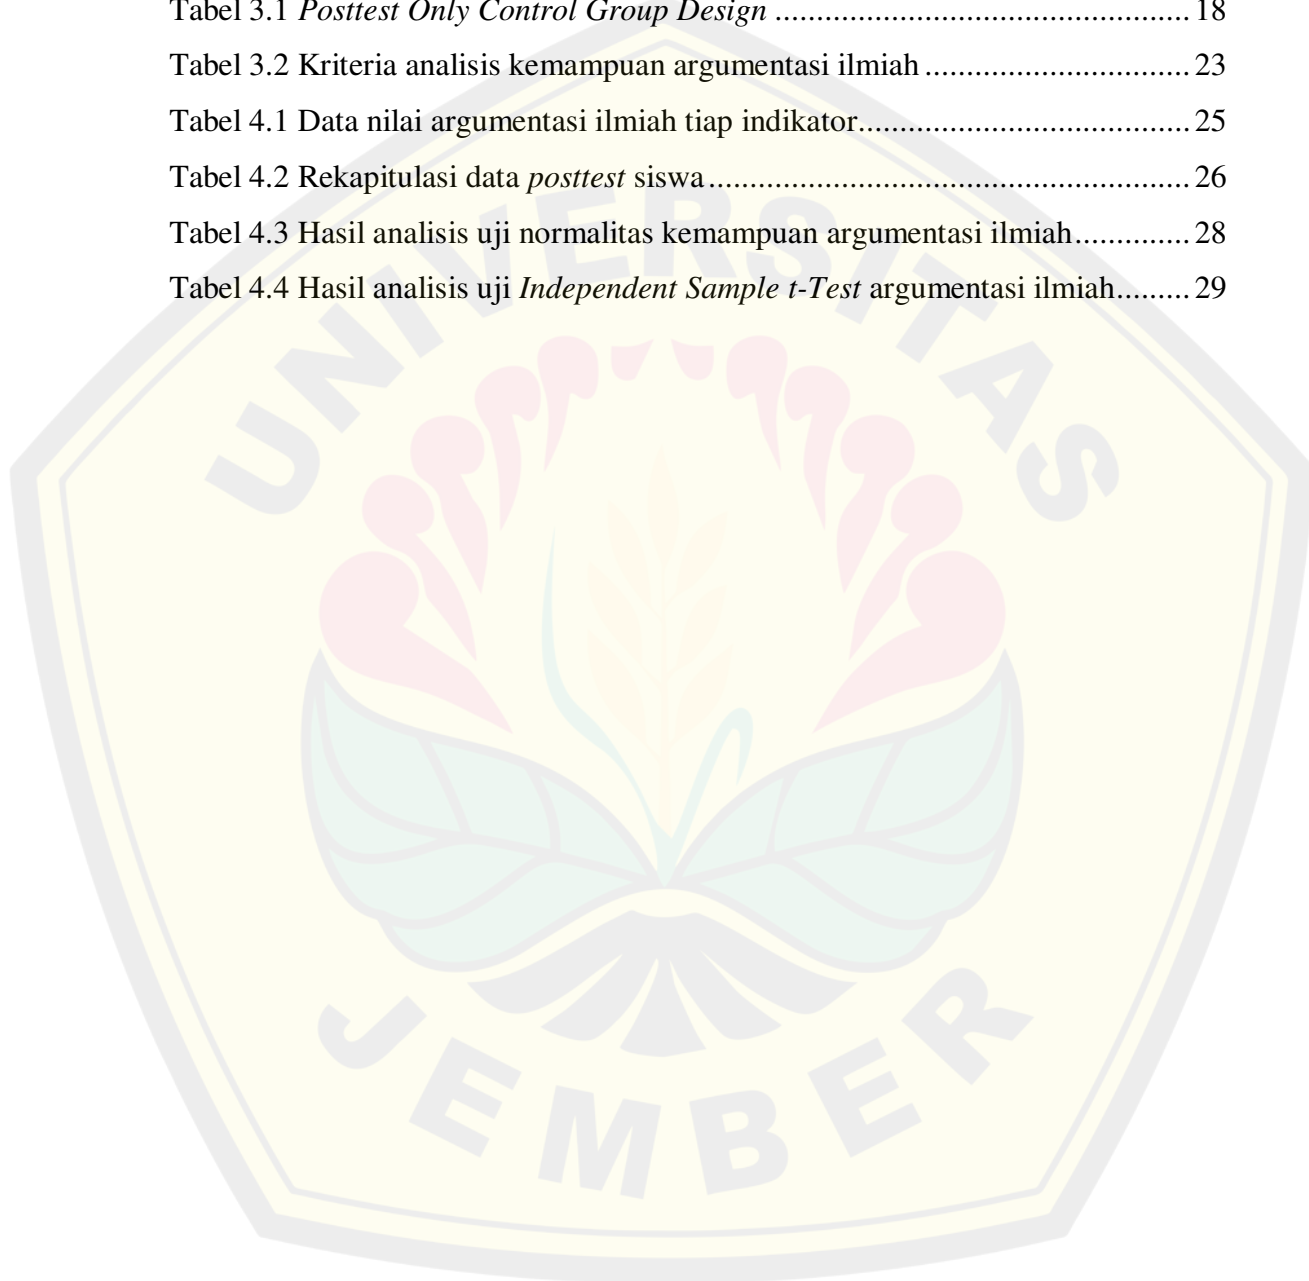 Tabel 3.1 Posttest Only Control Group Design ................................................... 18
Tabel 3.2 Kriteria analisis kemampuan argumentasi ilmiah ................................. 23
Tabel 4.1 Data nilai argumentasi ilmiah tiap indikator......................................... 25
Tabel 4.2 Rekapitulasi data posttest siswa ........................................................... 26
Tabel 4.3 Hasil analisis uji normalitas kemampuan argumentasi ilmiah.............. 28
Tabel 4.4 Hasil analisis uji Independent Sample t-Test argumentasi ilmiah......... 29
UNIVERSITAS
JEMBER